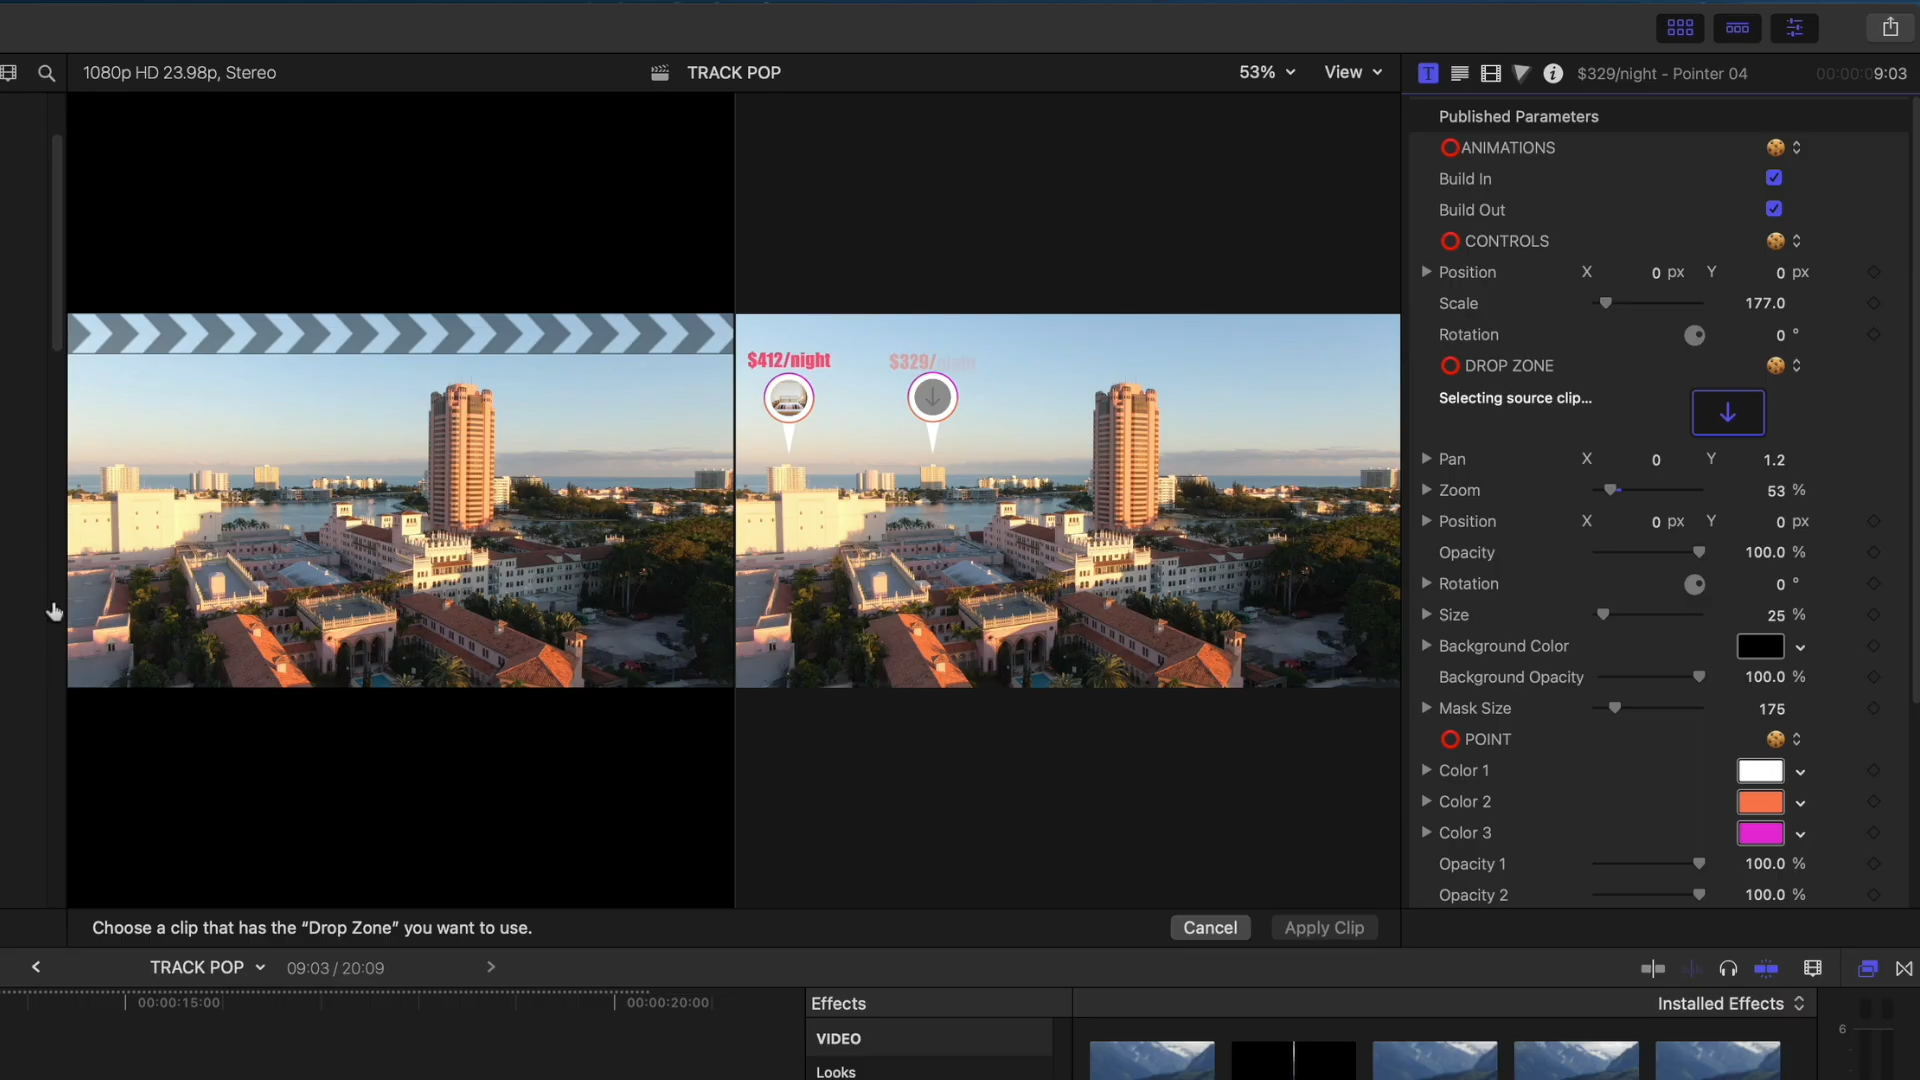 1080p HD 23.98p, Stereo
TRACK POP
53%
View
T
i
$329/night - Pointer 04
00:00:09:03
Published Parameters
ANIMATIONS
Build In
Build Out
CONTROLS
Position X 0 px Y 0 px
Scale 177.0
Rotation 0 °
DROP ZONE
Selecting source clip...
Pan X 0 Y 1.2
Zoom 53 %
Position X 0 px Y 0 px
Opacity 100.0 %
Rotation 0 °
Size 25 %
Background Color
Background Opacity 100.0 %
Mask Size 175
POINT
Color 1
Color 2
Color 3
Opacity 1 100.0 %
Opacity 2 100.0 %
$412/night
$329/night
Choose a clip that has the “Drop Zone” you want to use.
Cancel
Apply Clip
TRACK POP
09:03 / 20:09
00:00:15:00
00:00:20:00
Effects
Installed Effects
VIDEO
Looks
6